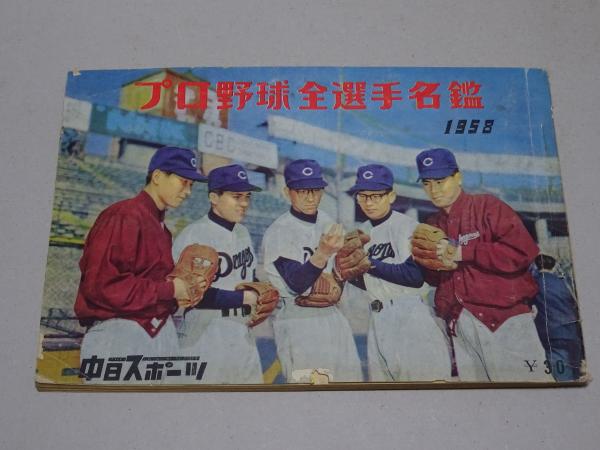 プロ野球全選手名鑑
1958
CBC
C C C C C
Dragons
中日スポーツ
¥30